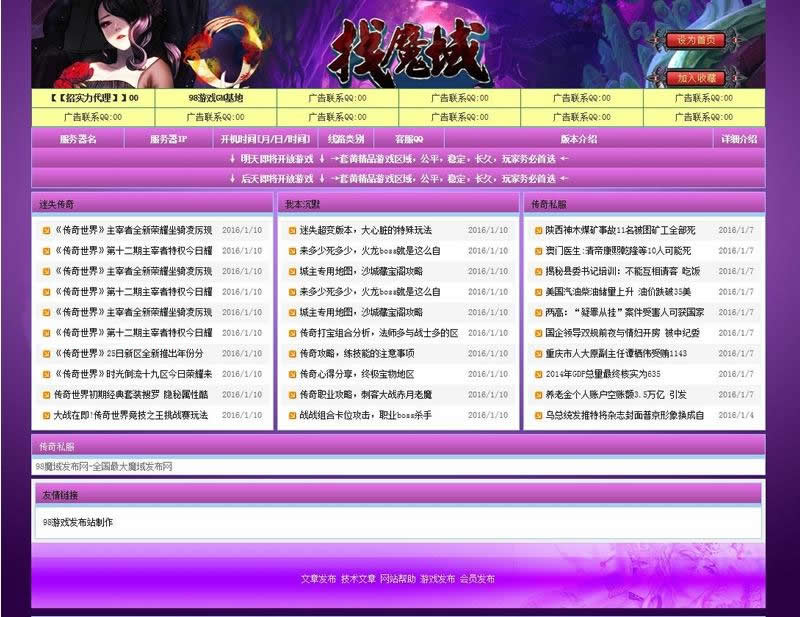 找魔域
设为首页
加入收藏
【【招实力代理】】00 98游戏GM基地 广告联系QQ:00 广告联系QQ:00 广告联系QQ:00 广告联系QQ:00
广告联系QQ:00 广告联系QQ:00 广告联系QQ:00 广告联系QQ:00 广告联系QQ:00 广告联系QQ:00
服务器名 服务器IP 开机时间[月/日/时间] 线路类别 客服QQ 版本介绍 详细介绍
↓ 明天即将开放游戏 ↓ →套黄精品游戏区域，公平，稳定，长久，玩家务必首选 ←
↓ 后天即将开放游戏 ↓ →套黄精品游戏区域，公平，稳定，长久，玩家务必首选 ←
迷失传奇
《传奇世界》主宰者全新荣耀坐骑凌厉现 2016/1/10
《传奇世界》第十二期主宰者特权今日耀 2016/1/10
《传奇世界》主宰者全新荣耀坐骑凌厉现 2016/1/10
《传奇世界》第十二期主宰者特权今日耀 2016/1/10
《传奇世界》主宰者全新荣耀坐骑凌厉现 2016/1/10
《传奇世界》第十二期主宰者特权今日耀 2016/1/10
《传奇世界》25日新区全新推出年份分 2016/1/10
《传奇世界》时光倒流十九区今日荣耀来 2016/1/10
传奇世界初期经典套装搜罗 隐秘属性酷 2016/1/10
大战在即!传奇世界竞技之王挑战赛玩法 2016/1/10
我本沉默
迷失超变版本，大心脏的特殊玩法 2016/1/10
来多少死多少，火龙boss就是这么自 2016/1/10
城主专用地图，沙城藏宝阁攻略 2016/1/10
来多少死多少，火龙boss就是这么自 2016/1/10
城主专用地图，沙城藏宝阁攻略 2016/1/10
传奇打宝组合分析，法师多与战士多的区 2016/1/10
传奇攻略，练技能的注意事项 2016/1/10
传奇心得分享，终极宝物地区 2016/1/10
传奇职业攻略，刺客大战赤月老魔 2016/1/10
战战组合卡位攻击，职业boss杀手 2016/1/10
传奇私服
陕西神木煤矿事故11名被困矿工全部死 2016/1/7
澳门医生:清帝康熙乾隆等10人可能死 2016/1/7
揭秘县委书记培训：不能互相请客 吃饭 2016/1/7
美国汽油柴油储量上升 油价跌破35美 2016/1/7
两高：“疑罪从挂”案件受害人可获国家 2016/1/7
国企领导双规前夜与情妇开房 被中纪委 2016/1/7
重庆市人大原副主任谭栖伟受贿1143 2016/1/7
2014年GDP总量最终核实为635 2016/1/7
养老金个人账户空账额3.5万亿 引发 2016/1/7
乌总统发推特将杂志封面普京形象换成自 2016/1/4
传奇私服
98魔域发布网-全国最大魔域发布网
友情链接
98游戏发布站制作
文章发布 技术文章 网站帮助 游戏发布 会员发布